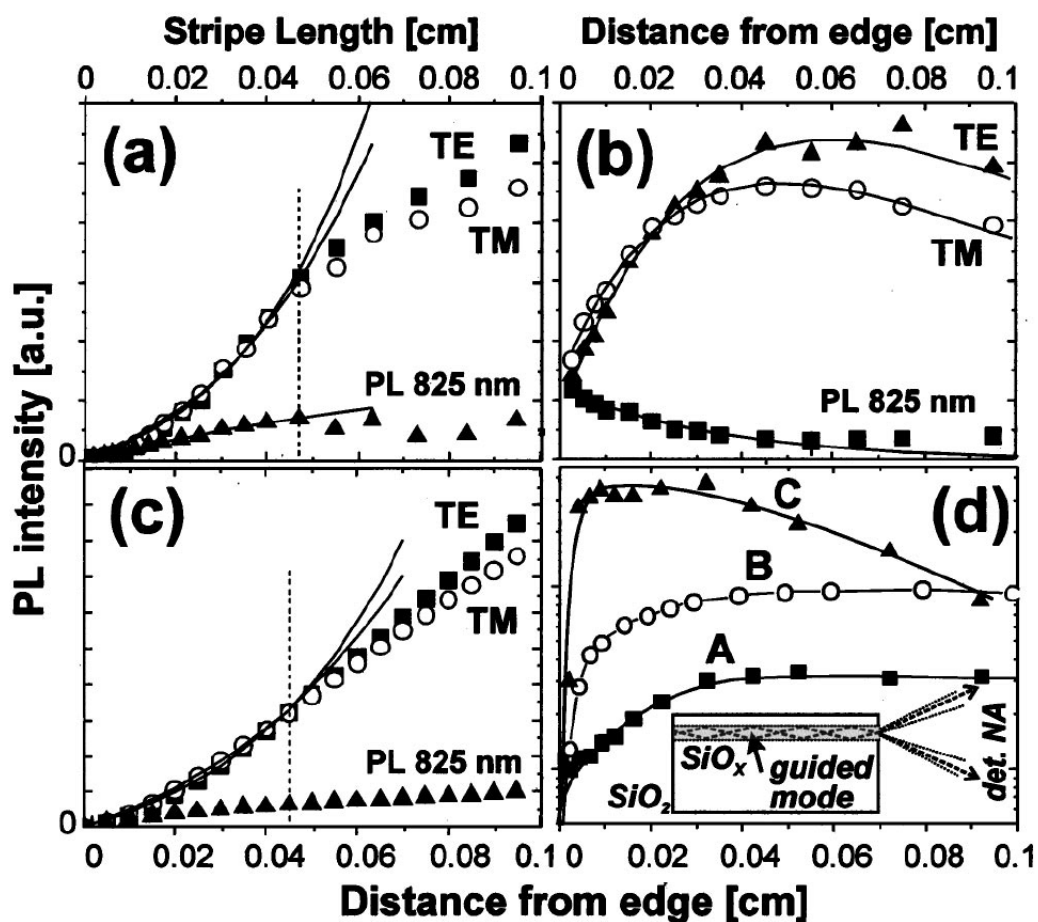 Stripe Length [cm]
0 0.02 0.04 0.06 0.08 0.1
Distance from edge [cm]
0 0.02 0.04 0.06 0.08 0.1
(a)
TE
TM
PL 825 nm
0
(b)
TE
TM
PL 825 nm
PL intensity [a.u.]
(c)
TE
TM
PL 825 nm
0
0 0.02 0.04 0.06 0.08 0.1
(d)
C
B
A
SiOx
guided
mode
SiO2
det. NA
0 0.02 0.04 0.06 0.08 0.1
Distance from edge [cm]